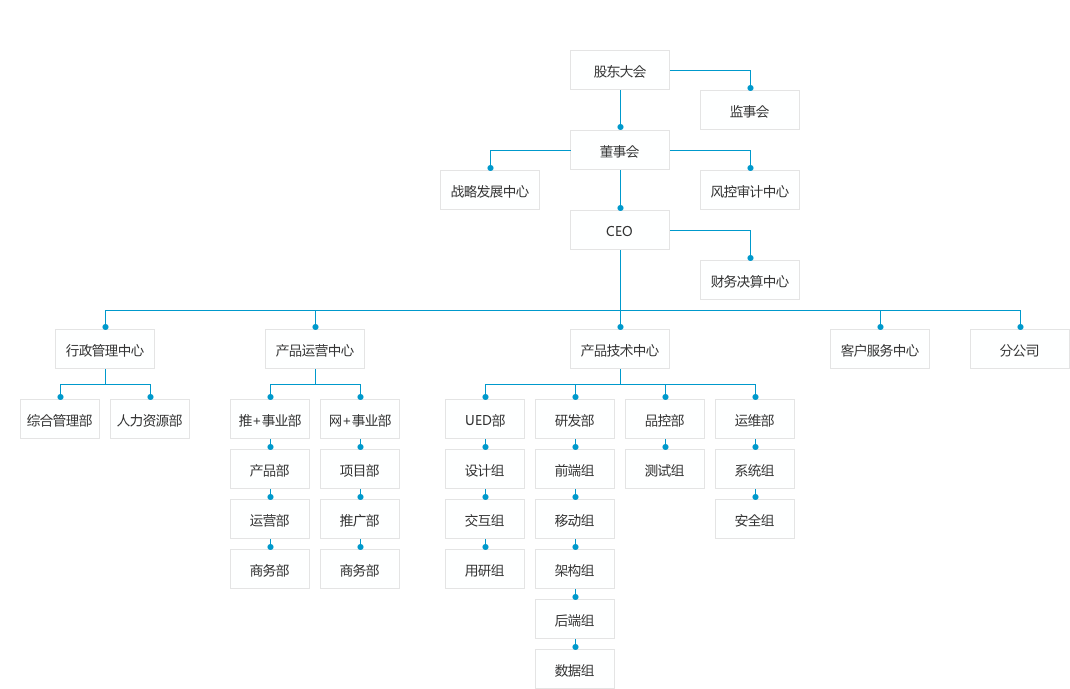 股东大会
监事会
董事会
战略发展中心
风控审计中心
CEO
财务决算中心
行政管理中心
产品运营中心
产品技术中心
客户服务中心
分公司
综合管理部
人力资源部
推+事业部
网+事业部
UED部
研发部
品控部
运维部
产品部
项目部
设计组
前端组
测试组
系统组
运营部
推广部
交互组
移动组
安全组
商务部
商务部
用研组
架构组
后端组
数据组